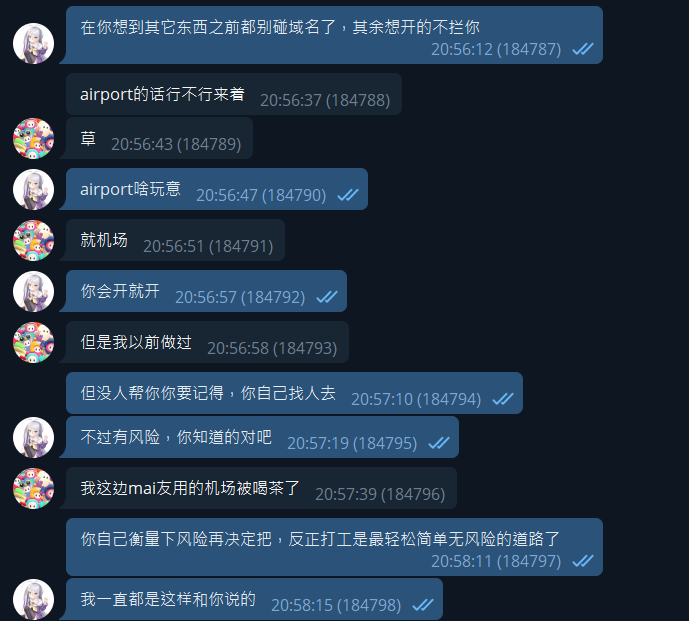 在你想到其它东西之前都别碰域名了，其余想开的不拦你
20:56:12 (184787)
airport的话行不行来着 20:56:37 (184788)
草 20:56:43 (184789)
airport啥玩意 20:56:47 (184790)
就机场 20:56:51 (184791)
你会开就开 20:56:57 (184792)
但是我以前做过 20:56:58 (184793)
但没人帮你你要记得，你自己找人去 20:57:10 (184794)
不过有风险，你知道的对吧 20:57:19 (184795)
我这边mai友用的机场被喝茶了 20:57:39 (184796)
你自己衡量下风险再决定把，反正打工是最轻松简单无风险的道路了
20:58:11 (184797)
我一直都是这样和你说的 20:58:15 (184798)